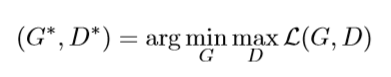 (G*, D*) = arg min_G max_D ℒ(G, D)